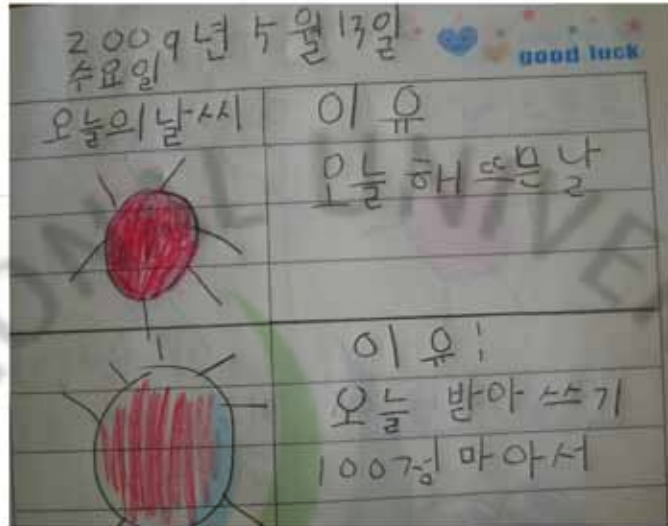 2009년 5월 13일
good luck
수요일
오늘의 날씨
이유
오늘 해 뜨믄 날
이유!
오늘 받아 쓰기
100점 마아서
ONAL UNIVE